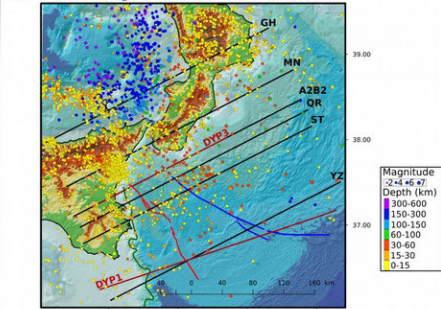 GH
39.00
MN
A2B2
QR
ST
DYP3
38.00
YZ
37.00
DYP1
40 0 40 80 120 160 km
Magnitude
•2•4•6•7
Depth (km)
300-600
150-300
100-150
60-100
30-60
15-30
0-15